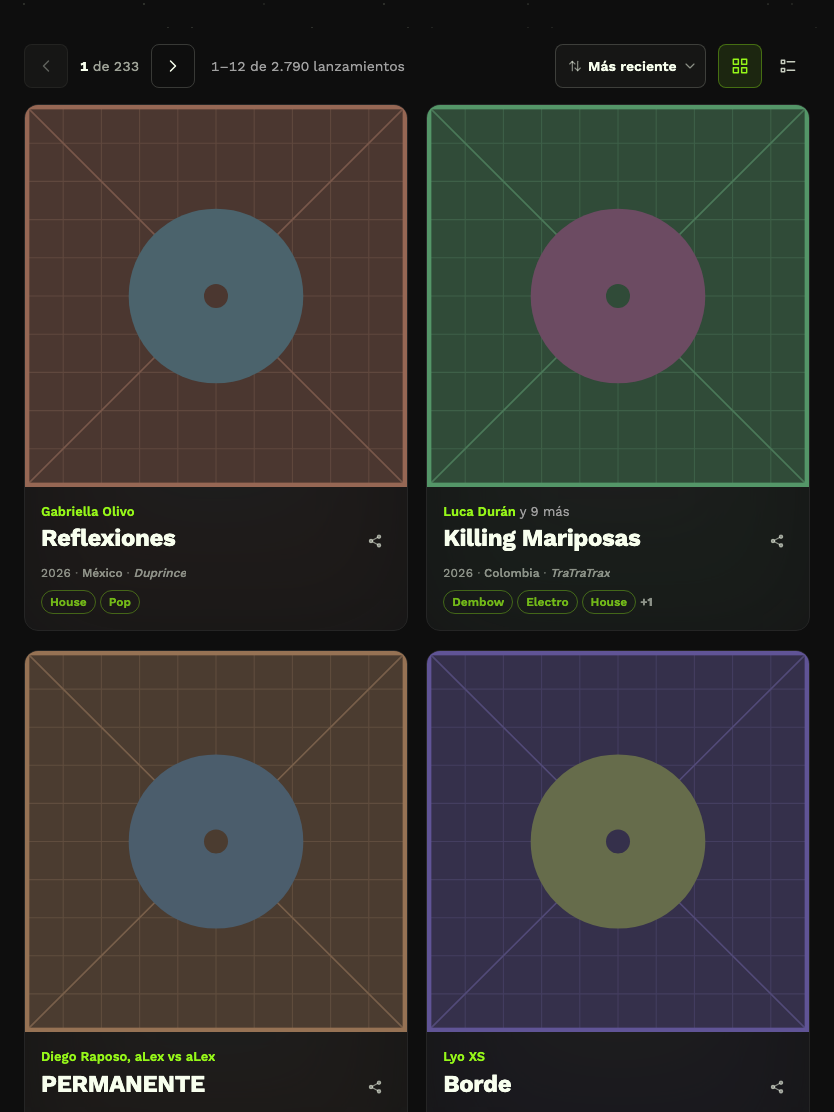 1 de 233
1–12 de 2.790 lanzamientos
Más reciente
Gabriella Olivo
Reflexiones
2026 · México · Duprince
House
Pop
Luca Durán y 9 más
Killing Mariposas
2026 · Colombia · TraTraTrax
Dembow
Electro
House
+1
Diego Raposo, aLex vs aLex
PERMANENTE
Lyo XS
Borde